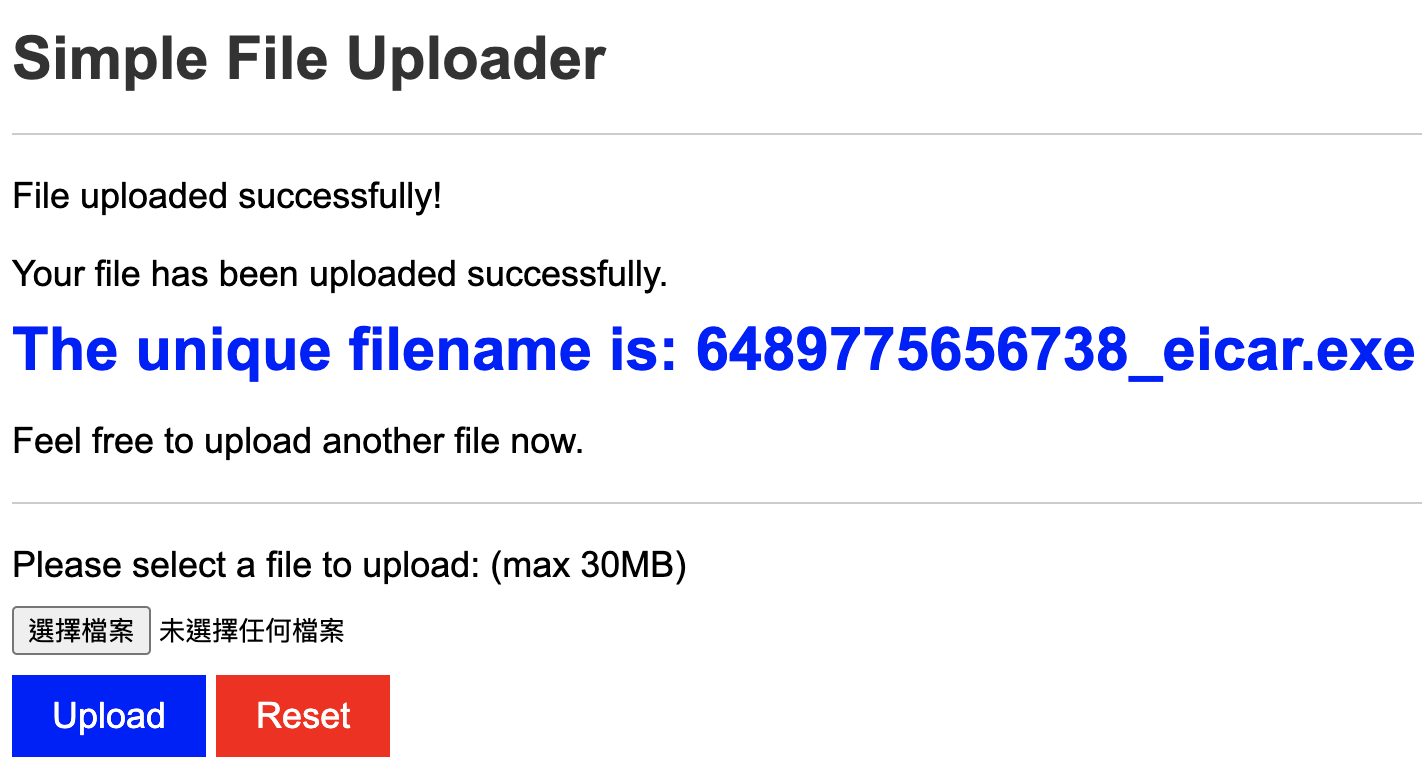 Simple File Uploader
File uploaded successfully!
Your file has been uploaded successfully.
The unique filename is: 6489775656738_eicar.exe
Feel free to upload another file now.
Please select a file to upload: (max 30MB)
選擇檔案 未選擇任何檔案
Upload Reset